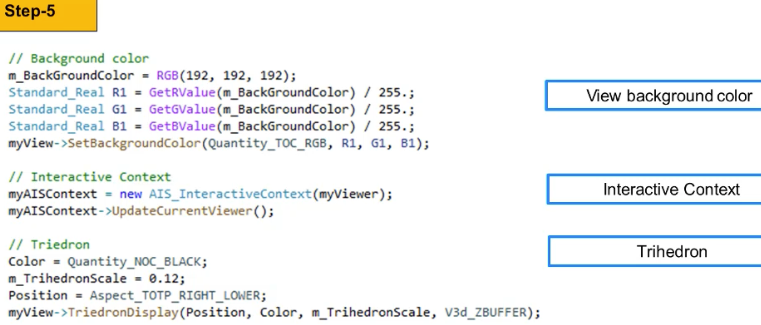 Step-5
// Background color
m_BackGroundColor = RGB(192, 192, 192);
Standard_Real R1 = GetRValue(m_BackGroundColor) / 255.;
Standard_Real G1 = GetGValue(m_BackGroundColor) / 255.;
Standard_Real B1 = GetBValue(m_BackGroundColor) / 255.;
myView->SetBackgroundColor(Quantity_TOC_RGB, R1, G1, B1);
View background color
// Interactive Context
myAISContext = new AIS_InteractiveContext(myViewer);
myAISContext->UpdateCurrentViewer();
Interactive Context
// Triedron
Color = Quantity_NOC_BLACK;
m_TrihedronScale = 0.12;
Position = Aspect_TOTP_RIGHT_LOWER;
myView->TriedronDisplay(Position, Color, m_TrihedronScale, V3d_ZBUFFER);
Trihedron